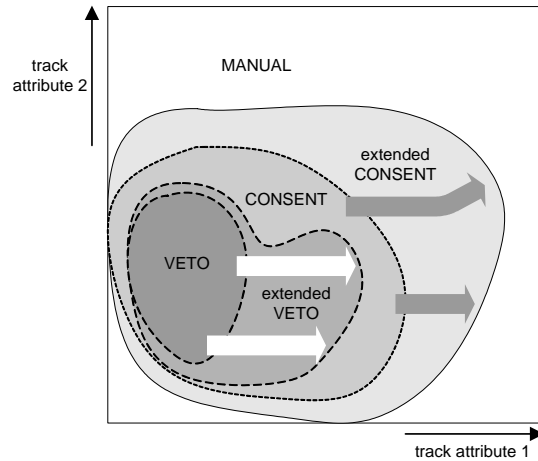 track
attribute 2
MANUAL
extended
CONSENT
CONSENT
VETO
extended
VETO
track attribute 1